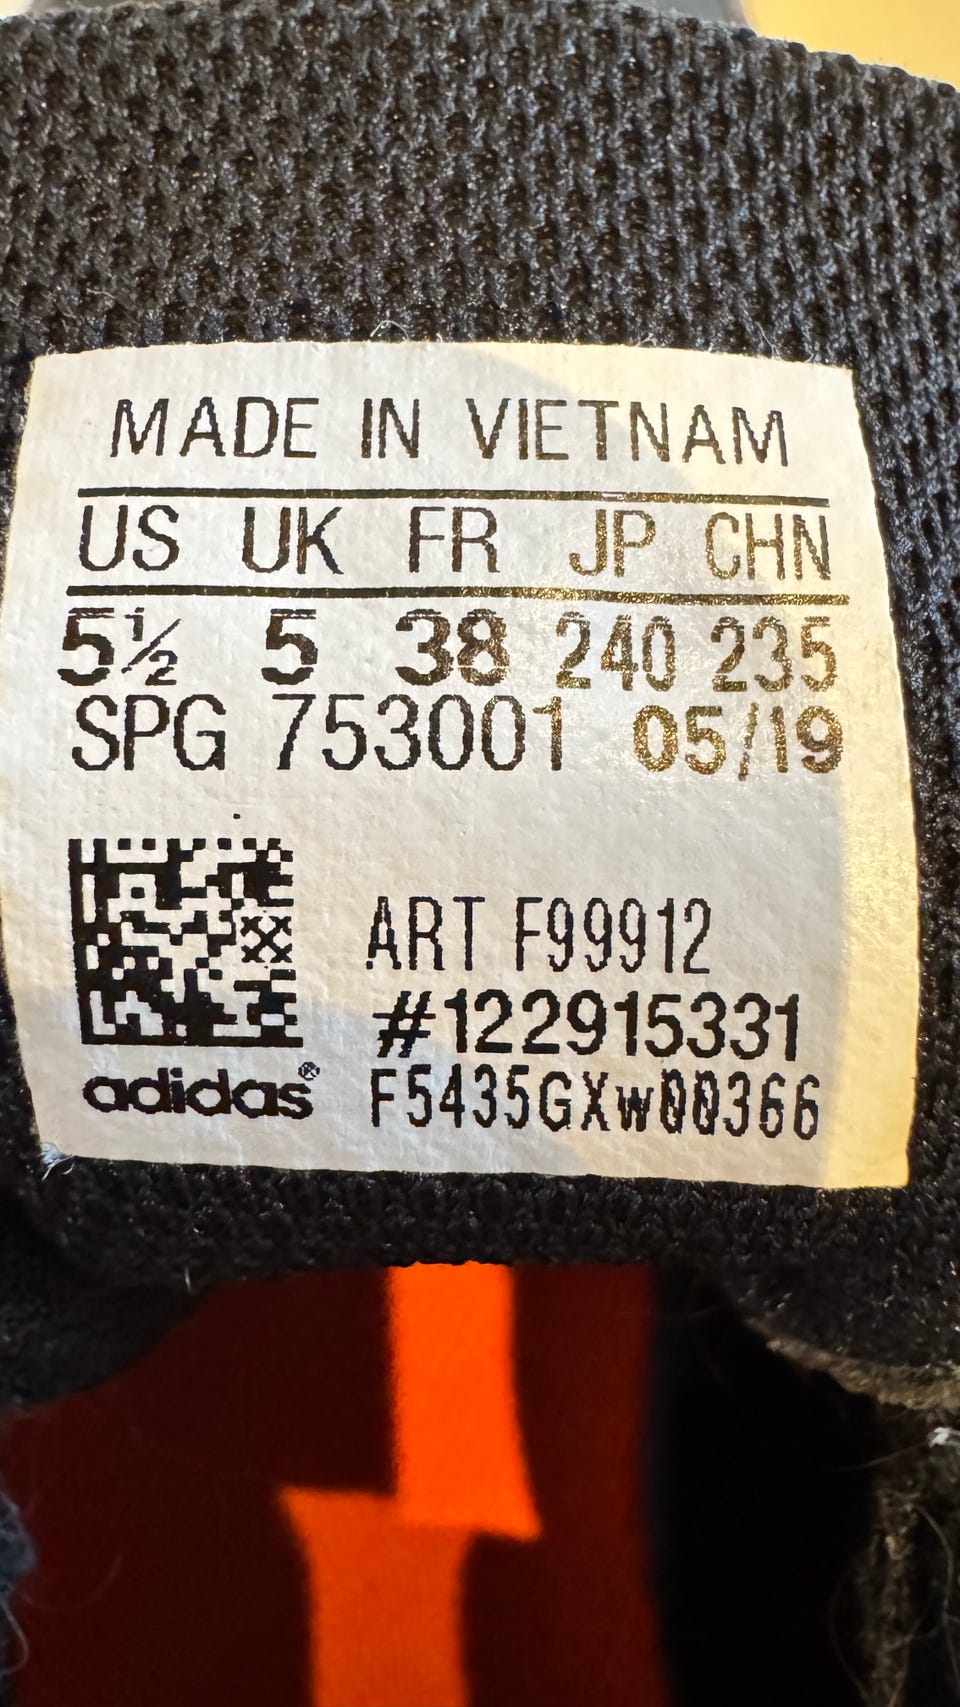 MADE IN VIETNAM
US UK FR JP CHN
5½ 5 38 240 235
SPG 753001 05/19
ART F99912
#122915331
adidas® F5435GXw00366